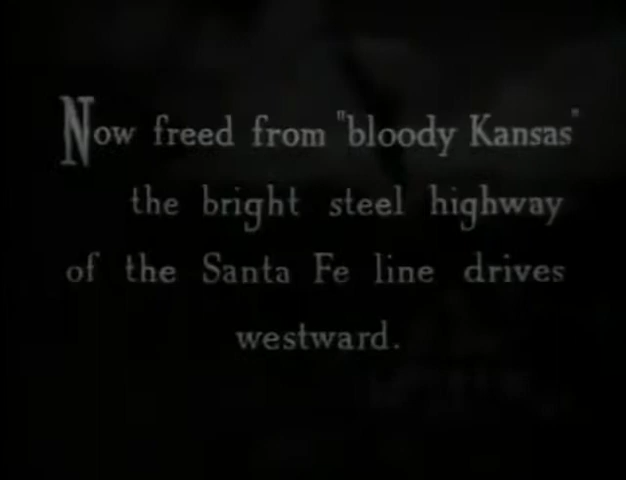 Now freed from "bloody Kansas"
the bright steel highway
of the Santa Fe line drives
westward.